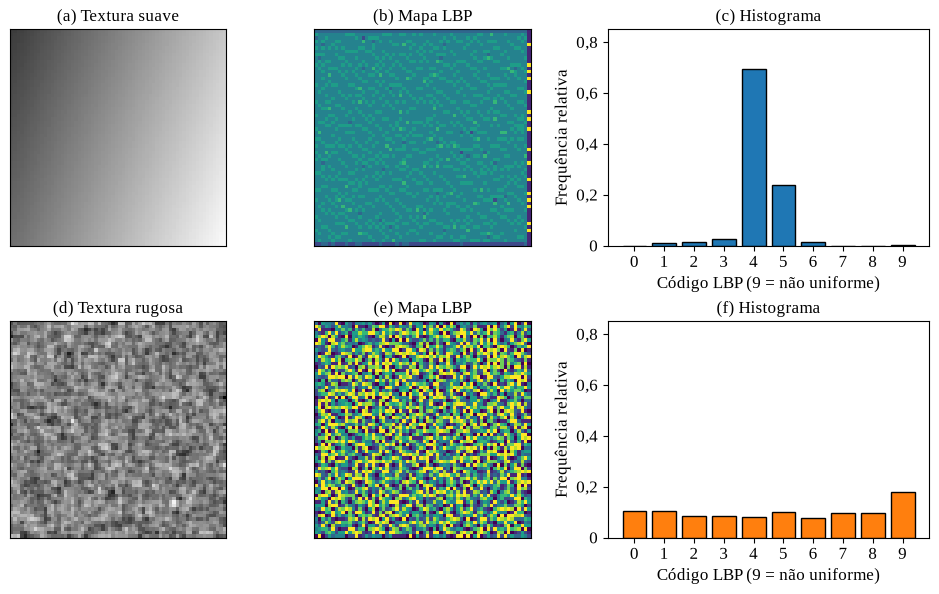 (a) Textura suave
(b) Mapa LBP
(c) Histograma
0,8
0,6
0,4
0,2
0
Frequência relativa
0 1 2 3 4 5 6 7 8 9
Código LBP (9 = não uniforme)
(d) Textura rugosa
(e) Mapa LBP
(f) Histograma
0,8
0,6
0,4
0,2
0
Frequência relativa
0 1 2 3 4 5 6 7 8 9
Código LBP (9 = não uniforme)